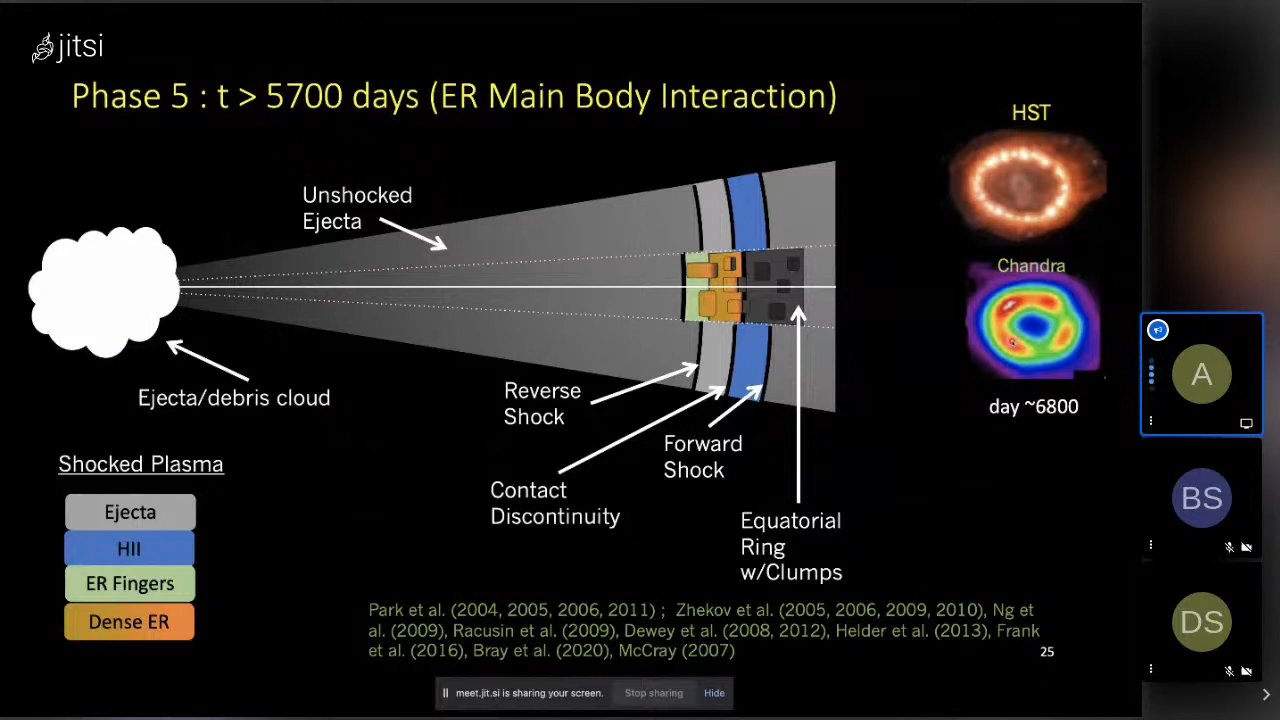 jitsi
Phase 5 : t > 5700 days (ER Main Body Interaction)
HST
Unshocked
Ejecta
Chandra
Ejecta/debris cloud
Reverse
Shock
day ~6800
Forward
Shock
Contact
Discontinuity
Equatorial
Ring
w/Clumps
Shocked Plasma
Ejecta
HII
ER Fingers
Dense ER
Park et al. (2004, 2005, 2006, 2011) ; Zhekov et al. (2005, 2006, 2009, 2010), Ng et
al. (2009), Racusin et al. (2009), Dewey et al. (2008, 2012), Helder et al. (2013), Frank
et al. (2016), Bray et al. (2020), McCray (2007)
25
meet.jit.si is sharing your screen.
Stop sharing
Hide
A
BS
DS